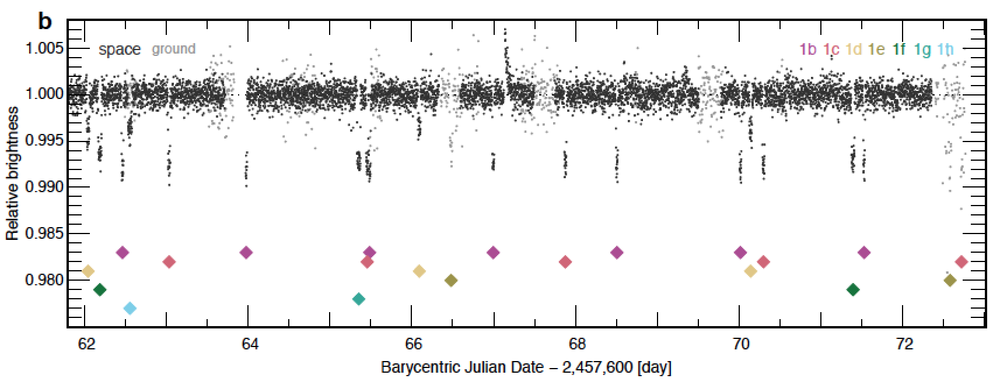 b
space ground
1b 1c 1d 1e 1f 1g 1h
1.005
1.000
0.995
0.990
0.985
0.980
Relative brightness
62 64 66 68 70 72
Barycentric Julian Date – 2,457,600 [day]